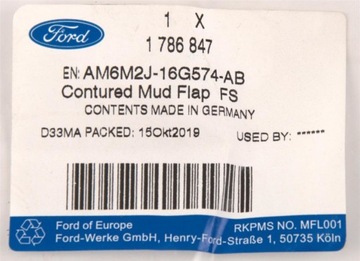 1 X
Ford
1 786 847
EN: AM6M2J-16G574-AB
Contured Mud Flap FS
CONTENTS MADE IN GERMANY
D33MA PACKED: 15Okt2019 USED BY: ------
Ford of Europe RKPMS NO. MFL001
Ford-Werke GmbH, Henry-Ford-Straße 1, 50735 Köln